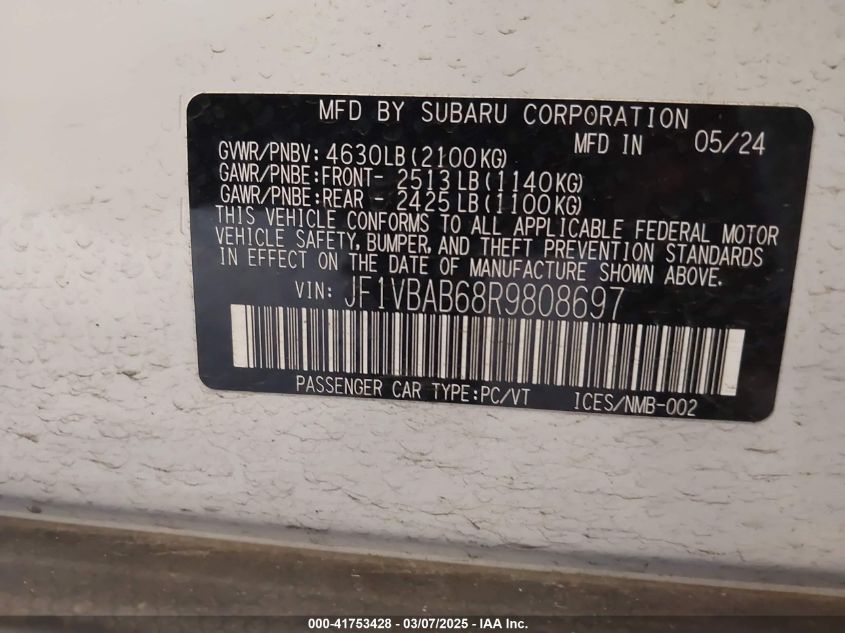 MFD BY SUBARU CORPORATION
MFD IN 05/24
GVWR/PNBV: 4630LB(2100KG)
GAWR/PNBE:FRONT- 2513LB(1140KG)
GAWR/PNBE:REAR - 2425LB(1100KG)
THIS VEHICLE CONFORMS TO ALL APPLICABLE FEDERAL MOTOR
VEHICLE SAFETY, BUMPER, AND THEFT PREVENTION STANDARDS
IN EFFECT ON THE DATE OF MANUFACTURE SHOWN ABOVE.
VIN: JF1VBAB68R9808697
PASSENGER CAR TYPE:PC/VT ICES/NMB-002
000-41753428 - 03/07/2025 - IAA Inc.